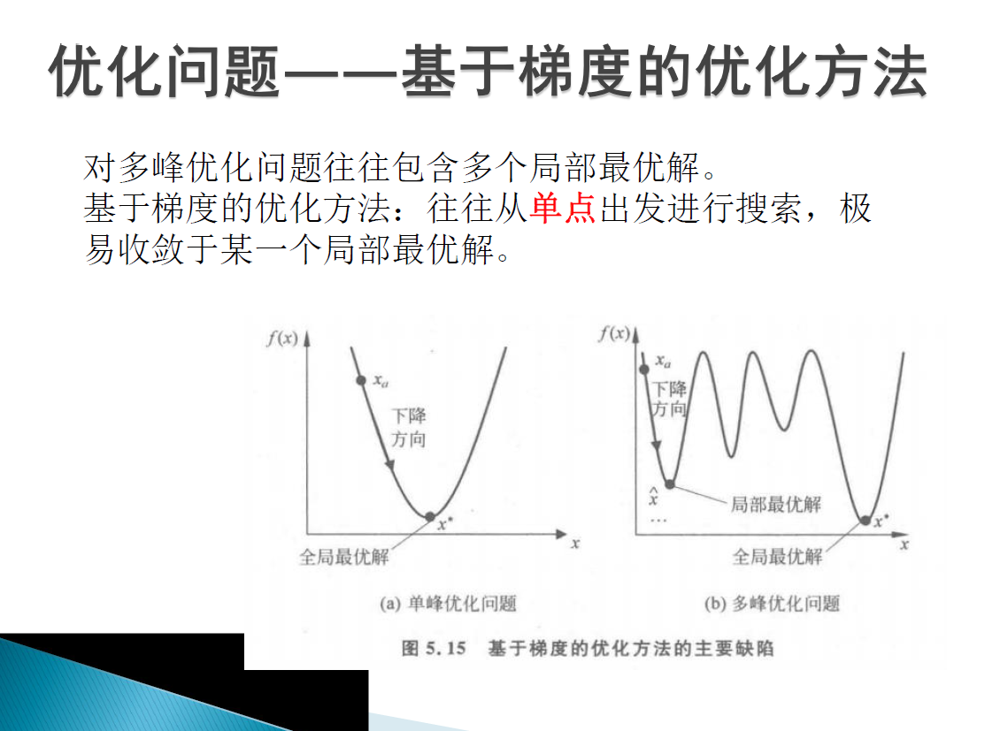 优化问题——基于梯度的优化方法
对多峰优化问题往往包含多个局部最优解。
基于梯度的优化方法：往往从单点出发进行搜索，极
易收敛于某一个局部最优解。
f(x)
xₐ
下降
方向
x*
x
全局最优解
(a) 单峰优化问题
f(x)
xₐ
下降
方向
x̂
…
局部最优解
x*
x
全局最优解
(b) 多峰优化问题
图 5.15 基于梯度的优化方法的主要缺陷